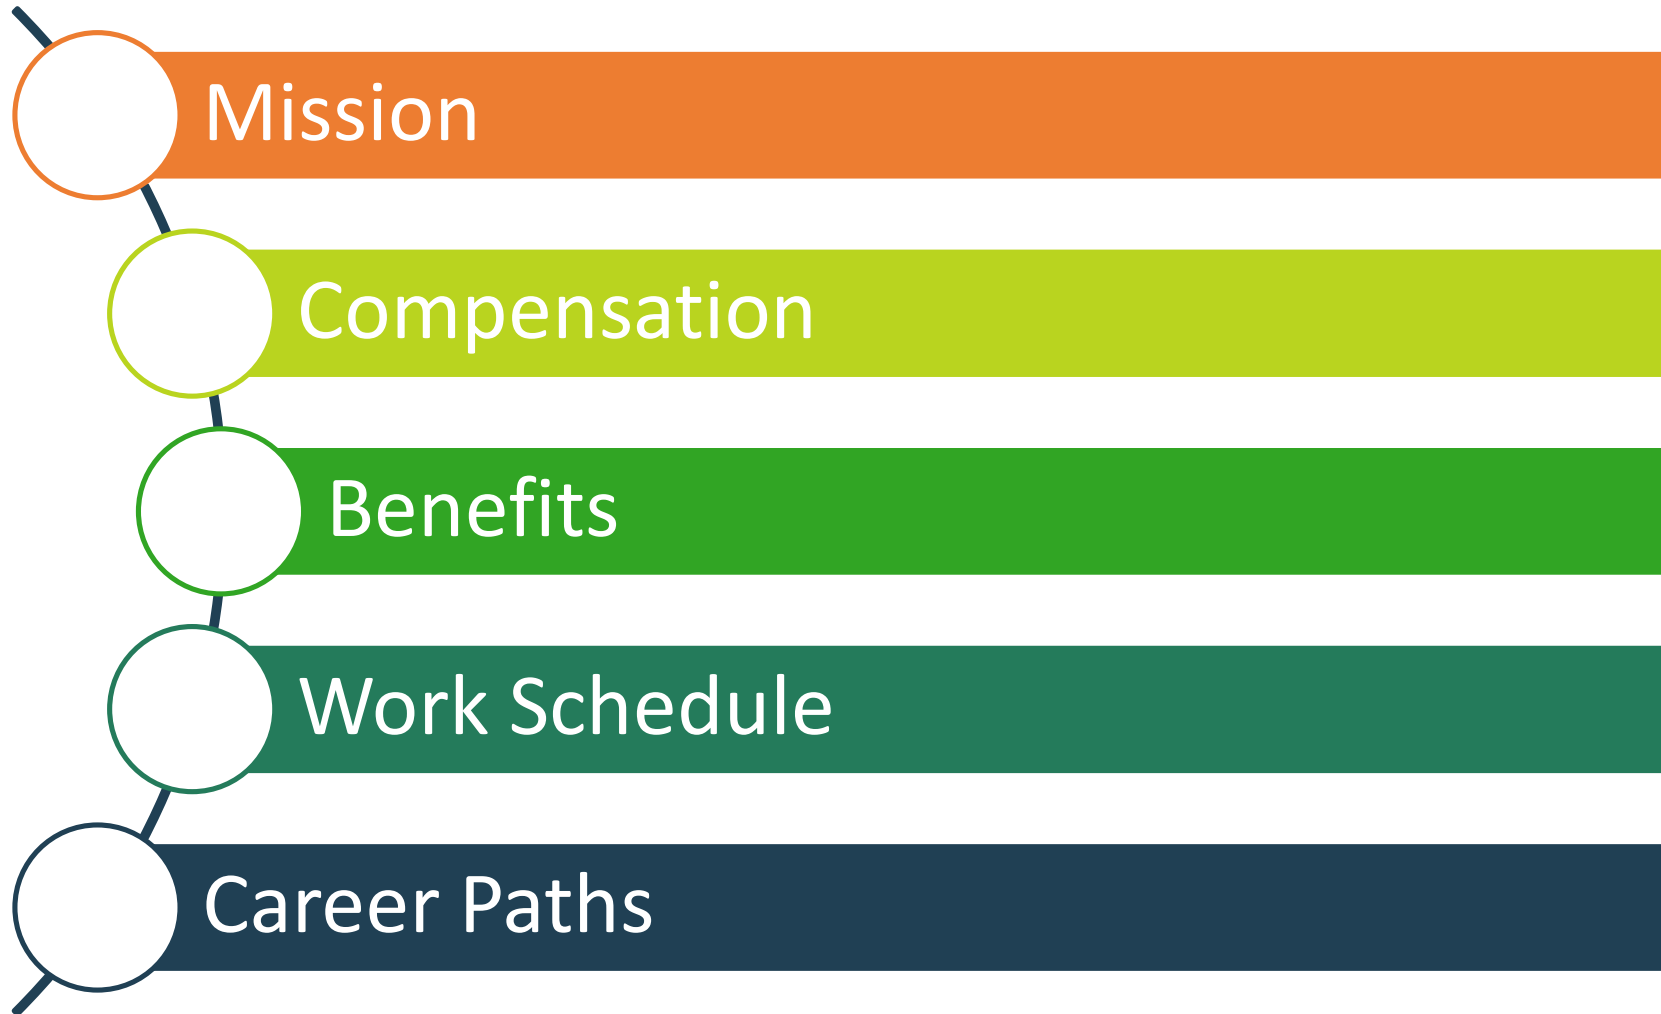 Mission
Compensation
Benefits
Work Schedule
Career Paths